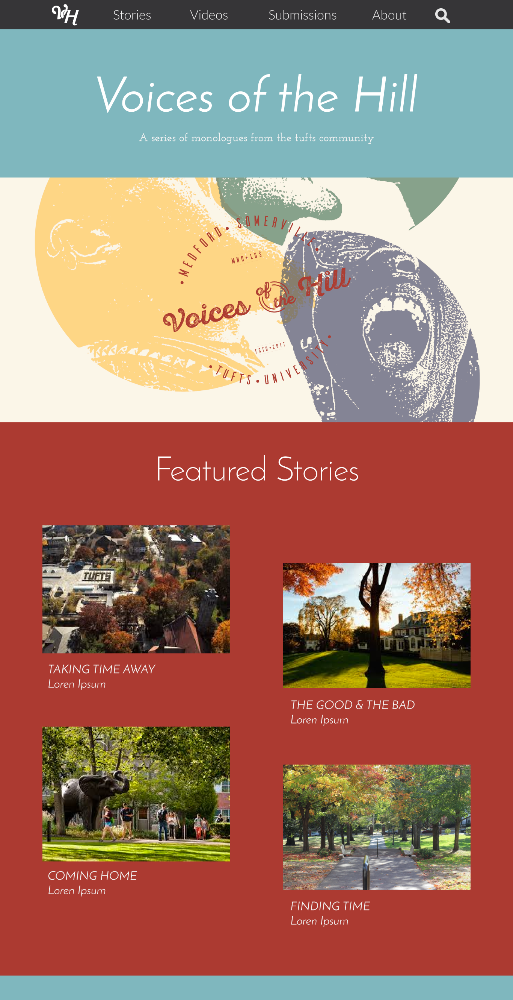 VH
Stories
Videos
Submissions
About
Voices of the Hill
A series of monologues from the tufts community
• MEDFORD • SOMERVILLE •
MNO • LGS
Voices of the Hill
ESTD • 2017
• TUFTS • UNIVERSITY •
Featured Stories
TUFTS
TAKING TIME AWAY
Loren Ipsum
THE GOOD & THE BAD
Loren Ipsum
COMING HOME
Loren Ipsum
FINDING TIME
Loren Ipsum